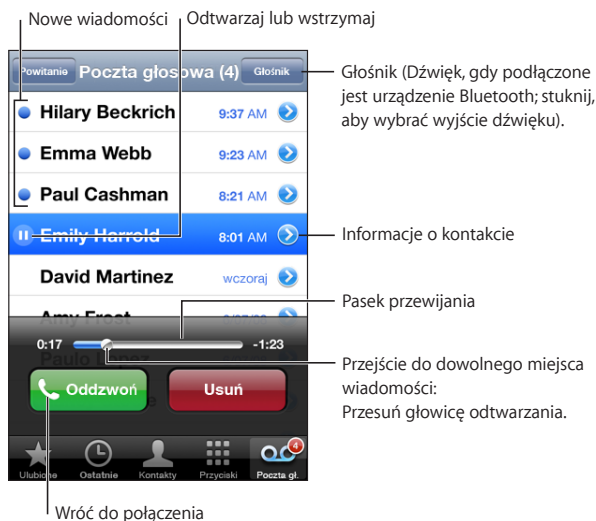 Nowe wiadomości
Odtwarzaj lub wstrzymaj
Powitanie Poczta głosowa (4) Głośnik
Głośnik (Dźwięk, gdy podłączone
jest urządzenie Bluetooth; stuknij,
aby wybrać wyjście dźwięku).
Hilary Beckrich 9:37 AM
Emma Webb 9:23 AM
Paul Cashman 8:21 AM
Emily Harrold 8:01 AM
Informacje o kontakcie
David Martinez wczoraj
Pasek przewijania
Amy Frost
0:17 -1:23
Paulo Lopez
Przejście do dowolnego miejsca
wiadomości:
Przesuń głowicę odtwarzania.
Oddzwoń Usuń
4
Ulubione Ostatnie Kontakty Przyciski Poczta gł.
Wróć do połączenia